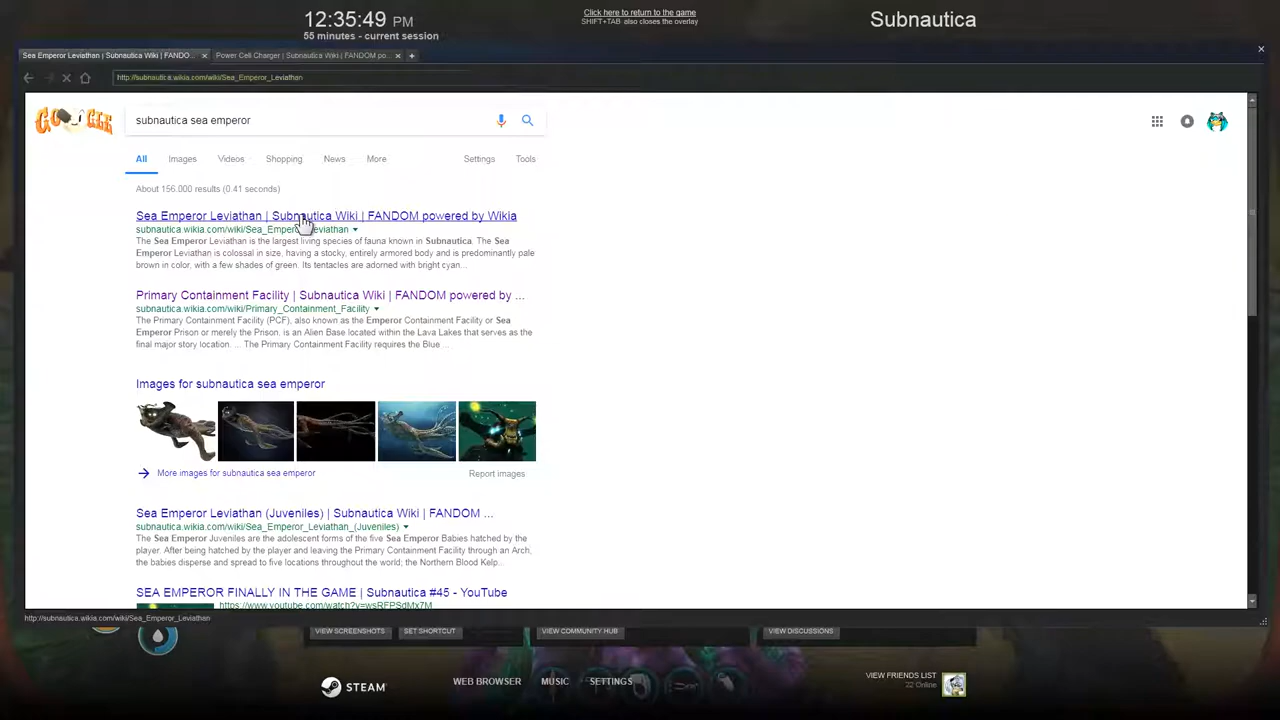 12:35:49 PM
55 minutes - current session
Click here to return to the game
SHIFT+TAB also closes the overlay
Subnautica
Sea Emperor Leviathan | Subnautica Wiki | FANDO...
Power Cell Charger | Subnautica Wiki | FANDOM po...
http://subnautica.wikia.com/wiki/Sea_Emperor_Leviathan
GOOGLE
subnautica sea emperor
All Images Videos Shopping News More Settings Tools
About 156,000 results (0.41 seconds)
Sea Emperor Leviathan | Subnautica Wiki | FANDOM powered by Wikia
subnautica.wikia.com/wiki/Sea_Emperor_Leviathan
The Sea Emperor Leviathan is the largest living species of fauna known in Subnautica. The Sea
Emperor Leviathan is colossal in size, having a stocky, entirely armored body and is predominantly pale
brown in color, with a few shades of green. Its tentacles are adorned with bright cyan...
Primary Containment Facility | Subnautica Wiki | FANDOM powered by ...
subnautica.wikia.com/wiki/Primary_Containment_Facility
The Primary Containment Facility (PCF), also known as the Emperor Containment Facility or Sea
Emperor Prison or merely the Prison, is an Alien Base located within the Lava Lakes that serves as the
final major story location. ... The Primary Containment Facility requires the Blue ...
Images for subnautica sea emperor
More images for subnautica sea emperor
Report images
Sea Emperor Leviathan (Juveniles) | Subnautica Wiki | FANDOM ...
subnautica.wikia.com/wiki/Sea_Emperor_Leviathan_(Juveniles)
The Sea Emperor Juveniles are the adolescent forms of the five Sea Emperor Babies hatched by the
player. After being hatched by the player and leaving the Primary Containment Facility through an Arch,
the babies disperse and spread to five locations throughout the world; the Northern Blood Kelp...
SEA EMPEROR FINALLY IN THE GAME | Subnautica #45 - YouTube
https://www.youtube.com/watch?v=wsRFPSdMx7M
http://subnautica.wikia.com/wiki/Sea_Emperor_Leviathan
VIEW SCREENSHOTS SET SHORTCUT VIEW COMMUNITY HUB VIEW DISCUSSIONS
STEAM
WEB BROWSER MUSIC SETTINGS
VIEW FRIENDS LIST
22 Online